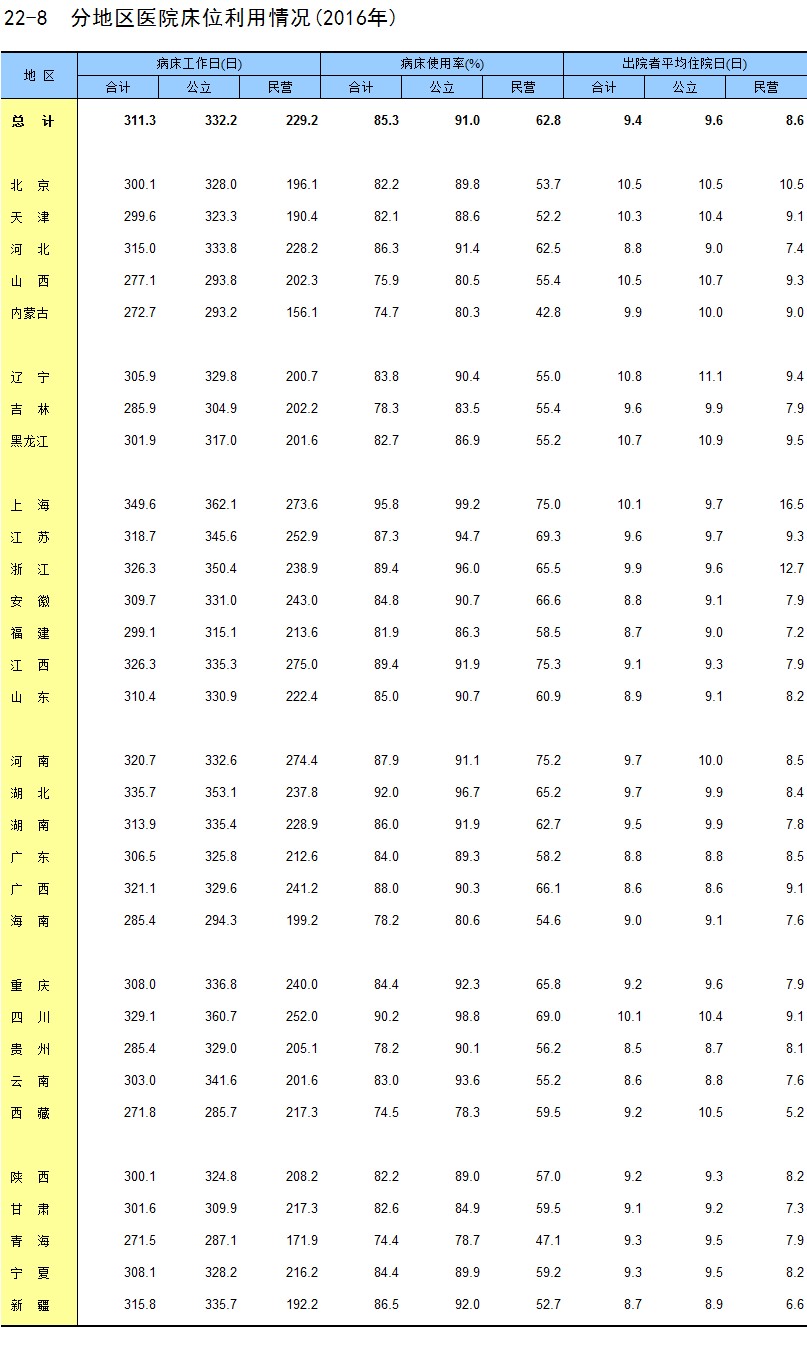 22-8 分地区医院床位利用情况(2016年)
地 区 病床工作日(日) 病床使用率(%) 出院者平均住院日(日)
合计 公立 民营 合计 公立 民营 合计 公立 民营
总 计 311.3 332.2 229.2 85.3 91.0 62.8 9.4 9.6 8.6
北 京 300.1 328.0 196.1 82.2 89.8 53.7 10.5 10.5 10.5
天 津 299.6 323.3 190.4 82.1 88.6 52.2 10.3 10.4 9.1
河 北 315.0 333.8 228.2 86.3 91.4 62.5 8.8 9.0 7.4
山 西 277.1 293.8 202.3 75.9 80.5 55.4 10.5 10.7 9.3
内蒙古 272.7 293.2 156.1 74.7 80.3 42.8 9.9 10.0 9.0
辽 宁 305.9 329.8 200.7 83.8 90.4 55.0 10.8 11.1 9.4
吉 林 285.9 304.9 202.2 78.3 83.5 55.4 9.6 9.9 7.9
黑龙江 301.9 317.0 201.6 82.7 86.9 55.2 10.7 10.9 9.5
上 海 349.6 362.1 273.6 95.8 99.2 75.0 10.1 9.7 16.5
江 苏 318.7 345.6 252.9 87.3 94.7 69.3 9.6 9.7 9.3
浙 江 326.3 350.4 238.9 89.4 96.0 65.5 9.9 9.6 12.7
安 徽 309.7 331.0 243.0 84.8 90.7 66.6 8.8 9.1 7.9
福 建 299.1 315.1 213.6 81.9 86.3 58.5 8.7 9.0 7.2
江 西 326.3 335.3 275.0 89.4 91.9 75.3 9.1 9.3 7.9
山 东 310.4 330.9 222.4 85.0 90.7 60.9 8.9 9.1 8.2
河 南 320.7 332.6 274.4 87.9 91.1 75.2 9.7 10.0 8.5
湖 北 335.7 353.1 237.8 92.0 96.7 65.2 9.7 9.9 8.4
湖 南 313.9 335.4 228.9 86.0 91.9 62.7 9.5 9.9 7.8
广 东 306.5 325.8 212.6 84.0 89.3 58.2 8.8 8.8 8.5
广 西 321.1 329.6 241.2 88.0 90.3 66.1 8.6 8.6 9.1
海 南 285.4 294.3 199.2 78.2 80.6 54.6 9.0 9.1 7.6
重 庆 308.0 336.8 240.0 84.4 92.3 65.8 9.2 9.6 7.9
四 川 329.1 360.7 252.0 90.2 98.8 69.0 10.1 10.4 9.1
贵 州 285.4 329.0 205.1 78.2 90.1 56.2 8.5 8.7 8.1
云 南 303.0 341.6 201.6 83.0 93.6 55.2 8.6 8.8 7.6
西 藏 271.8 285.7 217.3 74.5 78.3 59.5 9.2 10.5 5.2
陕 西 300.1 324.8 208.2 82.2 89.0 57.0 9.2 9.3 8.2
甘 肃 301.6 309.9 217.3 82.6 84.9 59.5 9.1 9.2 7.3
青 海 271.5 287.1 171.9 74.4 78.7 47.1 9.3 9.5 7.9
宁 夏 308.1 328.2 216.2 84.4 89.9 59.2 9.3 9.5 8.2
新 疆 315.8 335.7 192.2 86.5 92.0 52.7 8.7 8.9 6.6